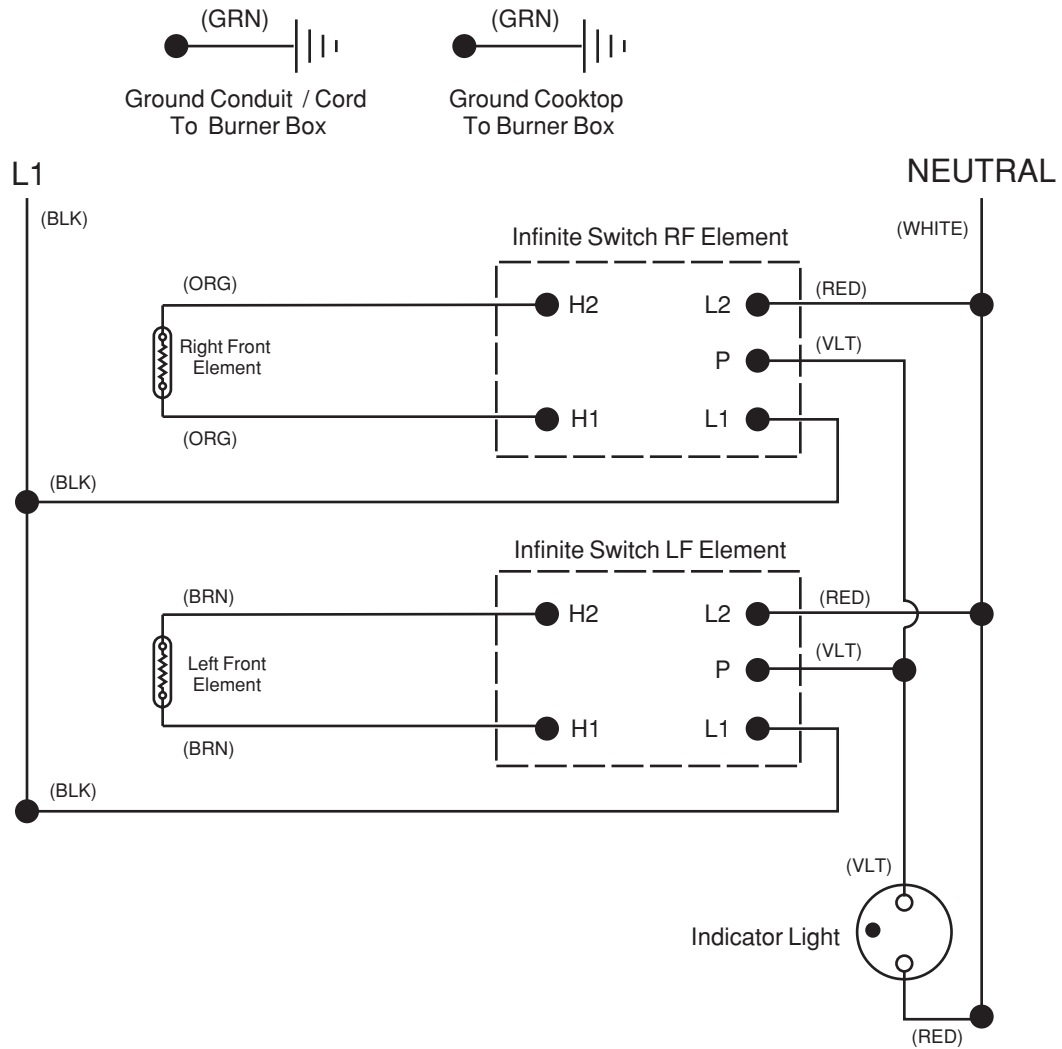 (GRN)
(GRN)
Ground Conduit / Cord
To Burner Box
Ground Cooktop
To Burner Box
L1
NEUTRAL
(BLK)
(WHITE)
Infinite Switch RF Element
(ORG)
H2
L2
(RED)
Right Front
Element
P
(VLT)
H1
L1
(ORG)
(BLK)
Infinite Switch LF Element
(BRN)
H2
L2
(RED)
Left Front
Element
P
(VLT)
H1
L1
(BRN)
(BLK)
(VLT)
Indicator Light
(RED)